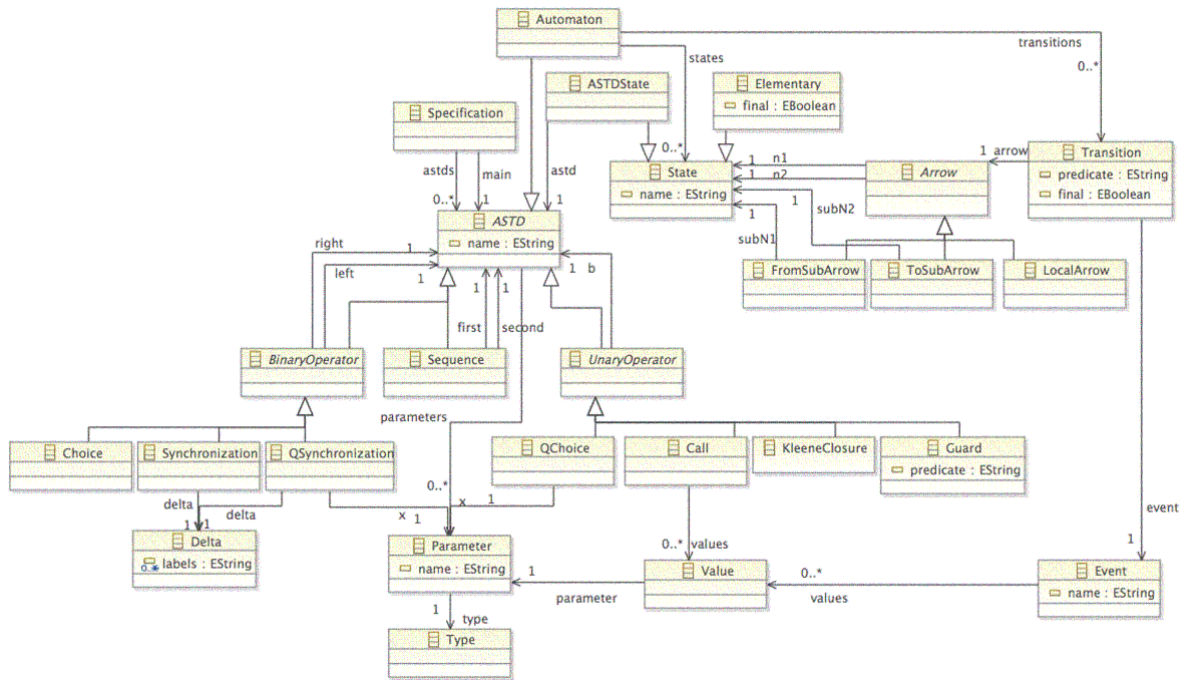 Automaton
transitions
states
0..*
ASTDState
Elementary
final : EBoolean
Specification
0..*
1
n1
1
arrow
Transition
predicate : EString
final : EBoolean
astds
main
astd
State
name : EString
1
n2
Arrow
0..*
1
1
1
1
subN2
ASTD
name : EString
subN1
right
1
left
1
1
b
FromSubArrow
ToSubArrow
LocalArrow
1
1
first
second
BinaryOperator
Sequence
UnaryOperator
parameters
Choice
Synchronization
QSynchronization
QChoice
Call
KleeneClosure
Guard
predicate : EString
0..*
x
1
delta
delta
x
1
event
1
1
Delta
0..*
labels : EString
Parameter
name : EString
0..*
values
1
Value
1
parameter
0..*
values
Event
name : EString
1
type
Type